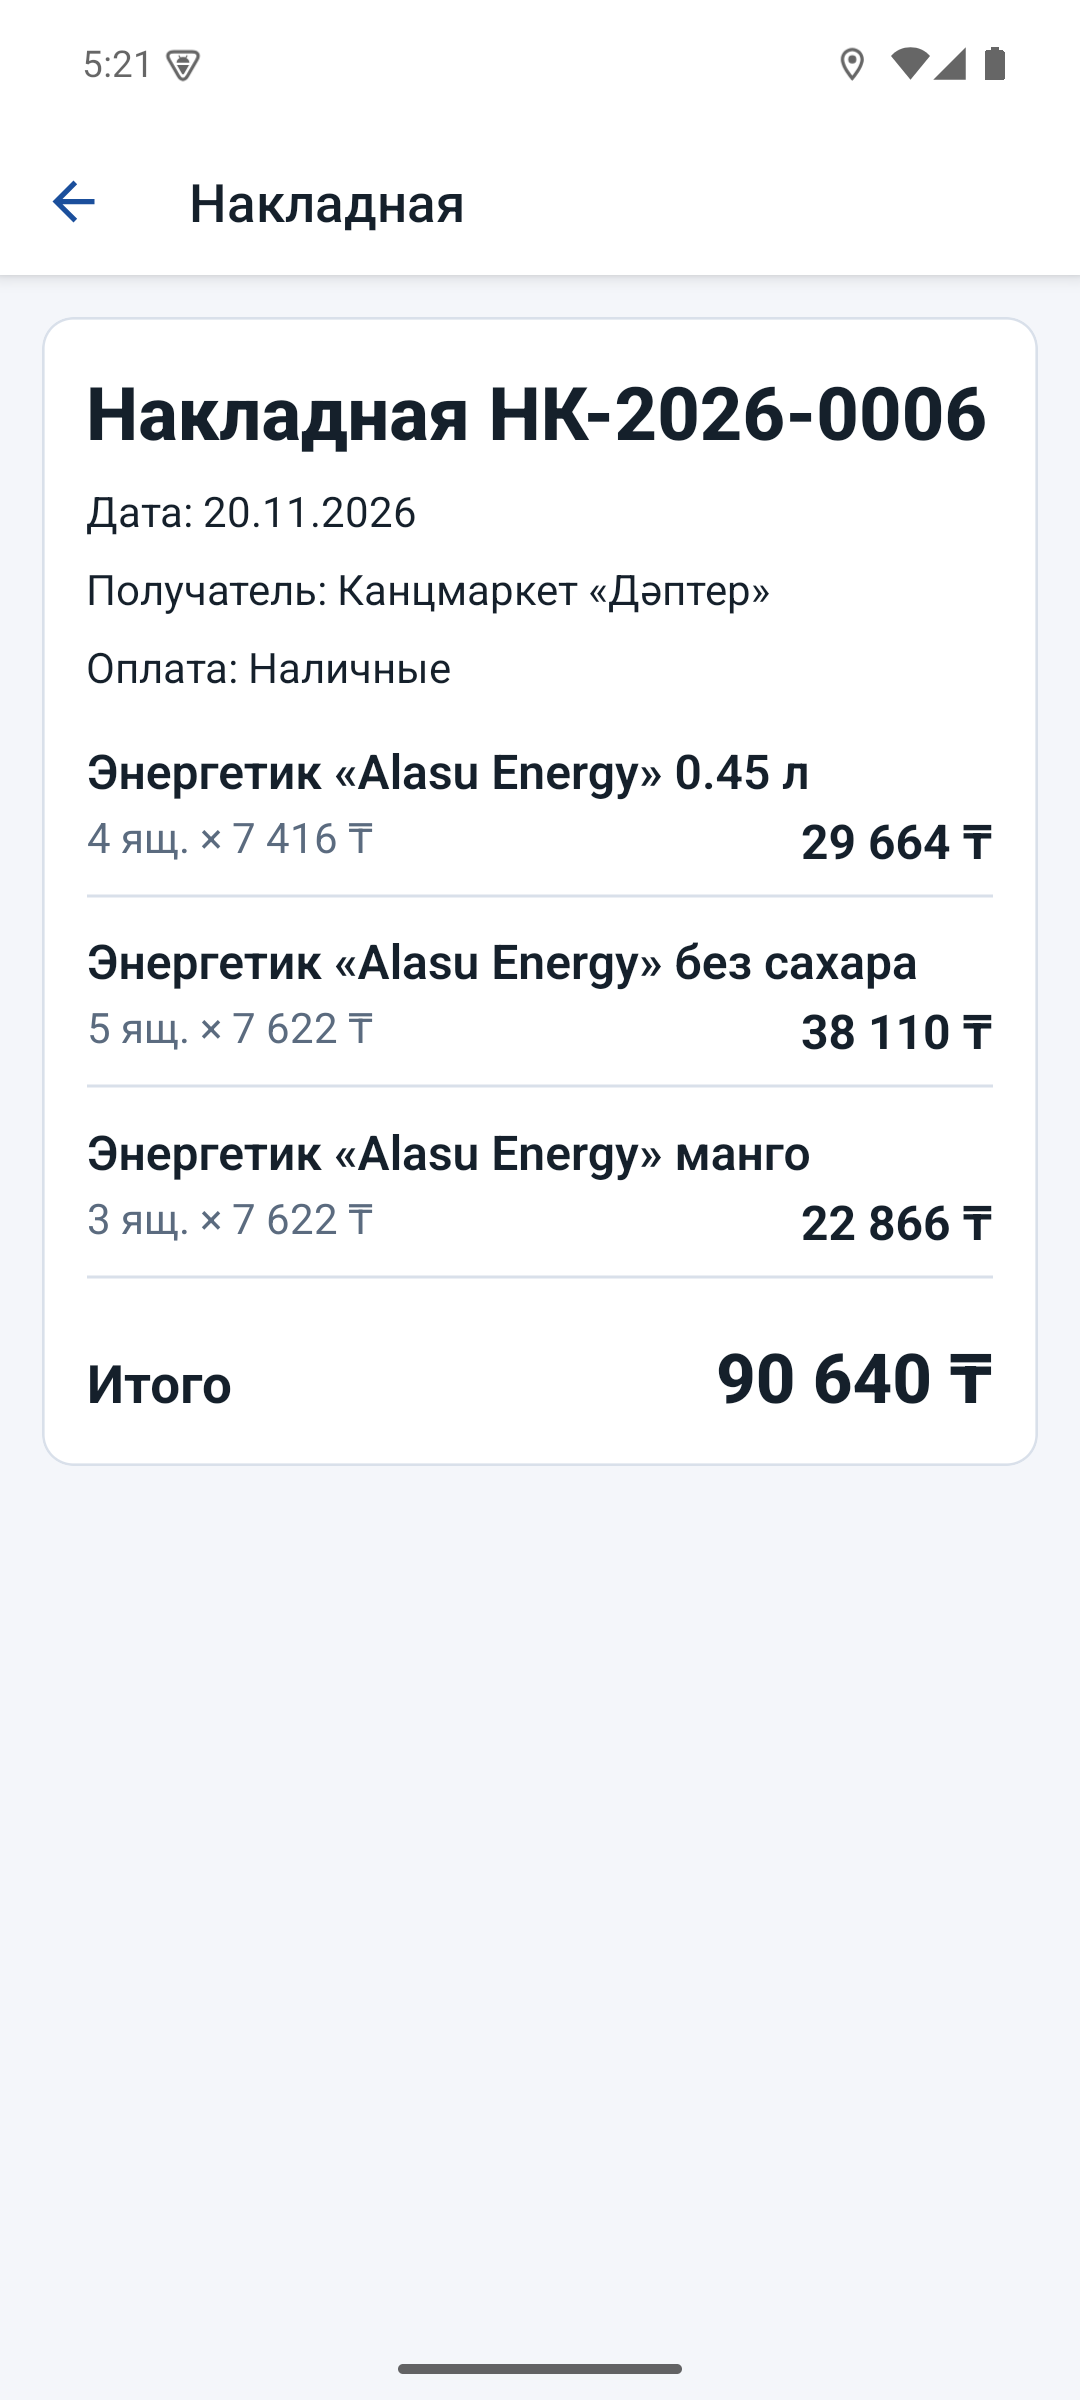 5:21
Накладная
Накладная НК-2026-0006
Дата: 20.11.2026
Получатель: Канцмаркет «Дәптер»
Оплата: Наличные
Энергетик «Alasu Energy» 0.45 л
4 ящ. × 7 416 ₸
29 664 ₸
Энергетик «Alasu Energy» без сахара
5 ящ. × 7 622 ₸
38 110 ₸
Энергетик «Alasu Energy» манго
3 ящ. × 7 622 ₸
22 866 ₸
Итого
90 640 ₸